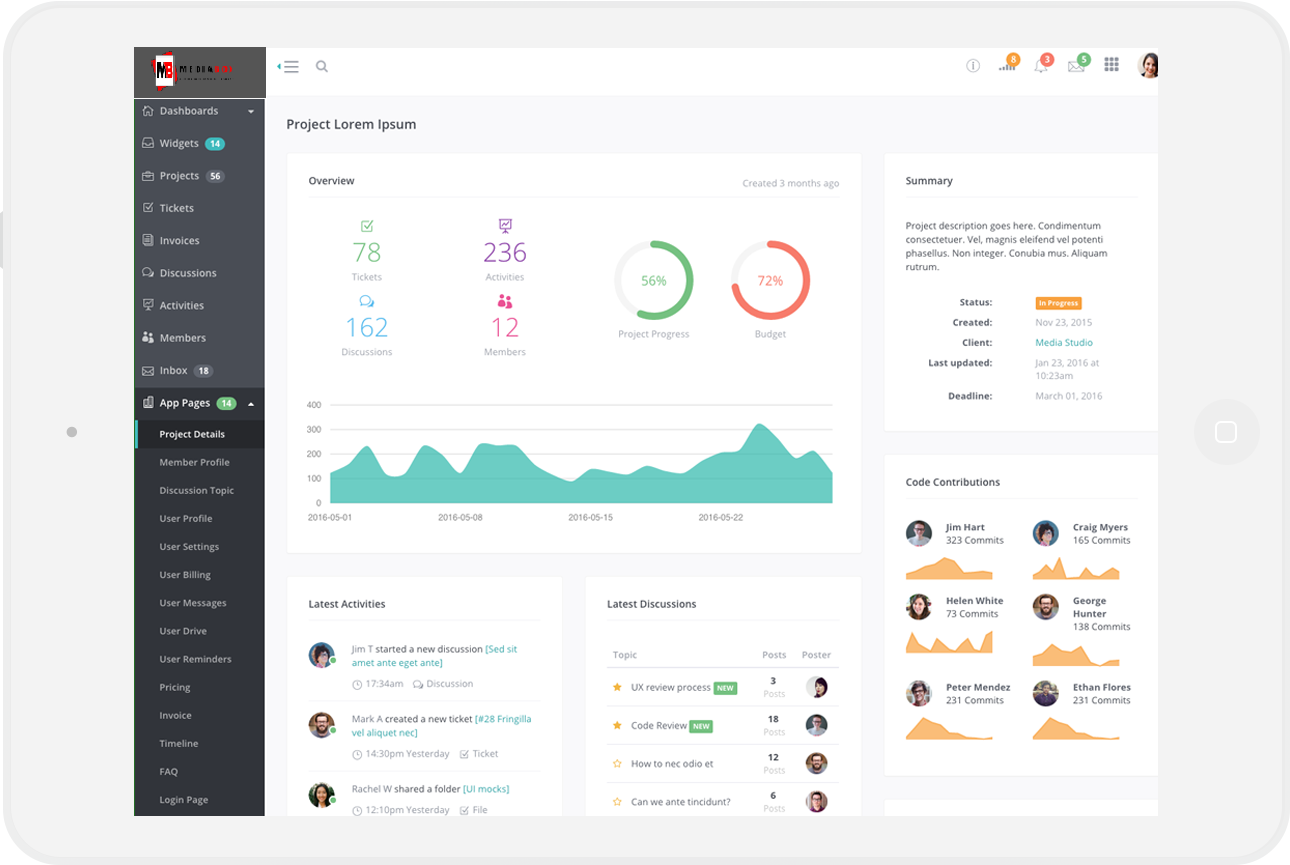 MB MEDIA
8
3
5
Dashboards
Widgets 14
Projects 56
Tickets
Invoices
Discussions
Activities
Members
Inbox 18
App Pages 14
Project Details
Member Profile
Discussion Topic
User Profile
User Settings
User Billing
User Messages
User Drive
User Reminders
Pricing
Invoice
Timeline
FAQ
Login Page
Project Lorem Ipsum
Overview
Created 3 months ago
78
Tickets
236
Activities
162
Discussions
12
Members
56%
Project Progress
72%
Budget
400
300
200
100
0
2016-05-01 2016-05-08 2016-05-15 2016-05-22
Latest Activities
Jim T started a new discussion [Sed sit
amet ante eget ante]
17:34am Discussion
Mark A created a new ticket [#28 Fringilla
vel aliquet nec]
14:30pm Yesterday Ticket
Rachel W shared a folder [UI mocks]
12:10pm Yesterday File
Latest Discussions
Topic Posts Poster
UX review process NEW 3
Posts
Code Review NEW 18
Posts
How to nec odio et 12
Posts
Can we ante tincidunt? 6
Posts
Summary
Project description goes here. Condimentum
consectetuer. Vel, magnis eleifend vel potenti
phasellus. Non integer. Conubia mus. Aliquam
rutrum.
Status: In Progress
Created: Nov 23, 2015
Client: Media Studio
Last updated: Jan 23, 2016 at
10:23am
Deadline: March 01, 2016
Code Contributions
Jim Hart
323 Commits
Craig Myers
165 Commits
Helen White
73 Commits
George
Hunter
138 Commits
Peter Mendez
231 Commits
Ethan Flores
231 Commits